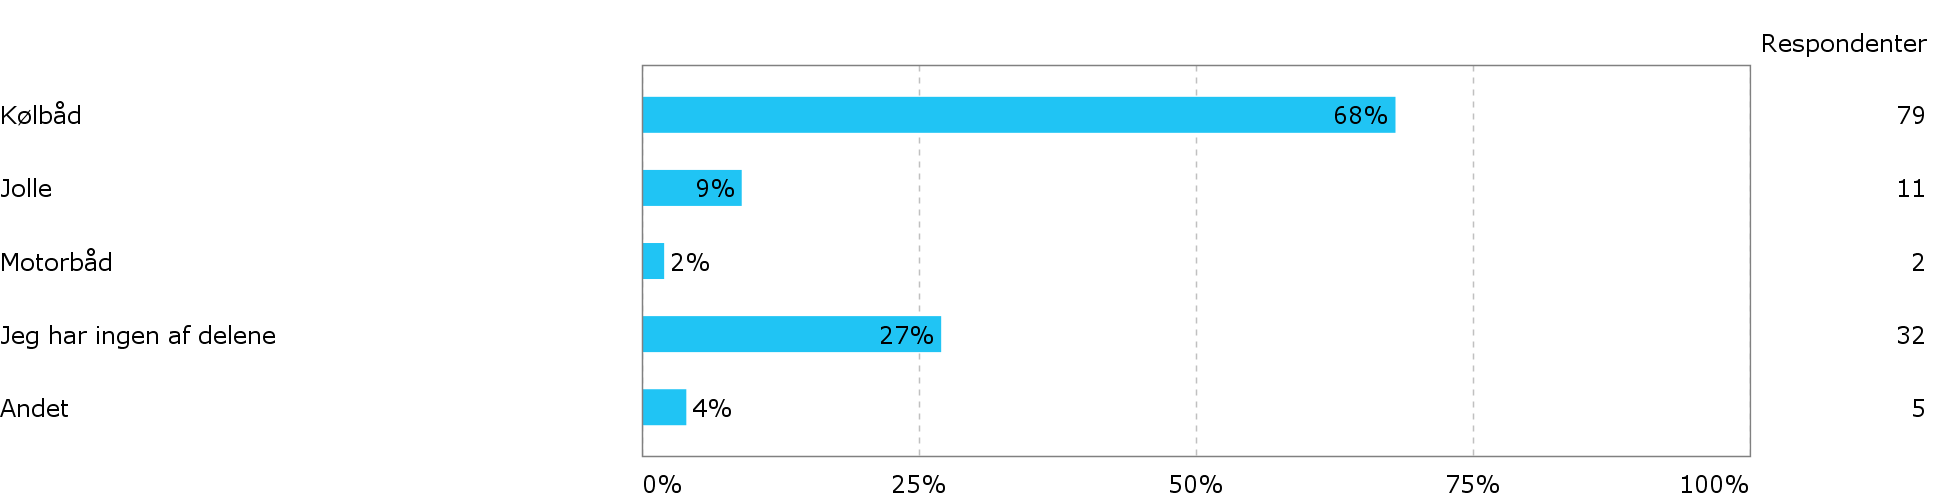 Respondenter
Kølbåd 68% 79
Jolle 9% 11
Motorbåd 2% 2
Jeg har ingen af delene 27% 32
Andet 4% 5
0% 25% 50% 75% 100%